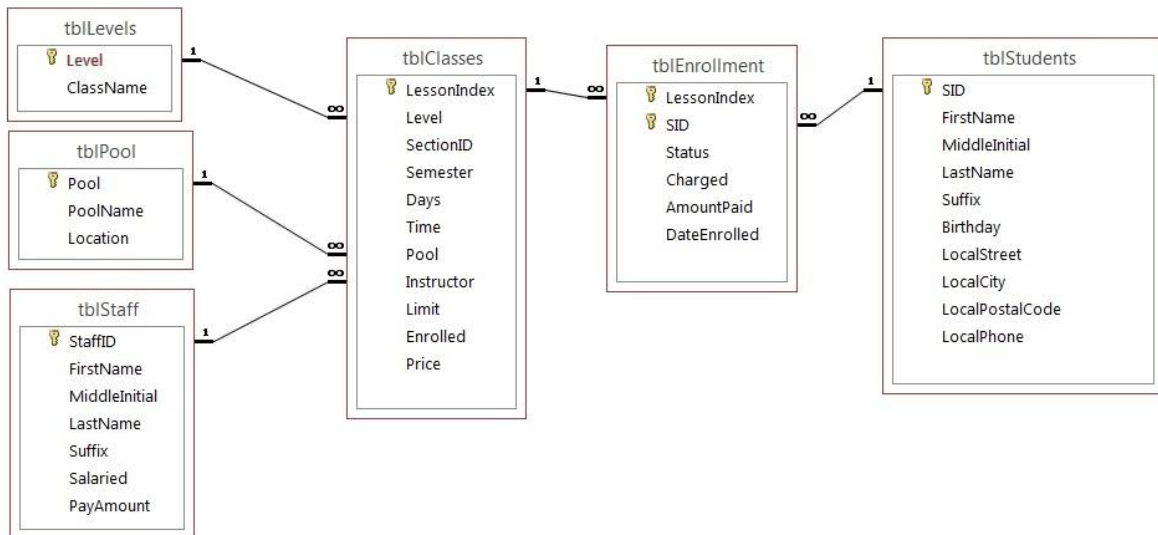 tblLevels
Level
ClassName
tblPool
Pool
PoolName
Location
tblStaff
StaffID
FirstName
MiddleInitial
LastName
Suffix
Salaried
PayAmount
1
1
1
∞
∞
∞
tblClasses
LessonIndex
Level
SectionID
Semester
Days
Time
Pool
Instructor
Limit
Enrolled
Price
1
∞
tblEnrollment
LessonIndex
SID
Status
Charged
AmountPaid
DateEnrolled
∞
1
tblStudents
SID
FirstName
MiddleInitial
LastName
Suffix
Birthday
LocalStreet
LocalCity
LocalPostalCode
LocalPhone